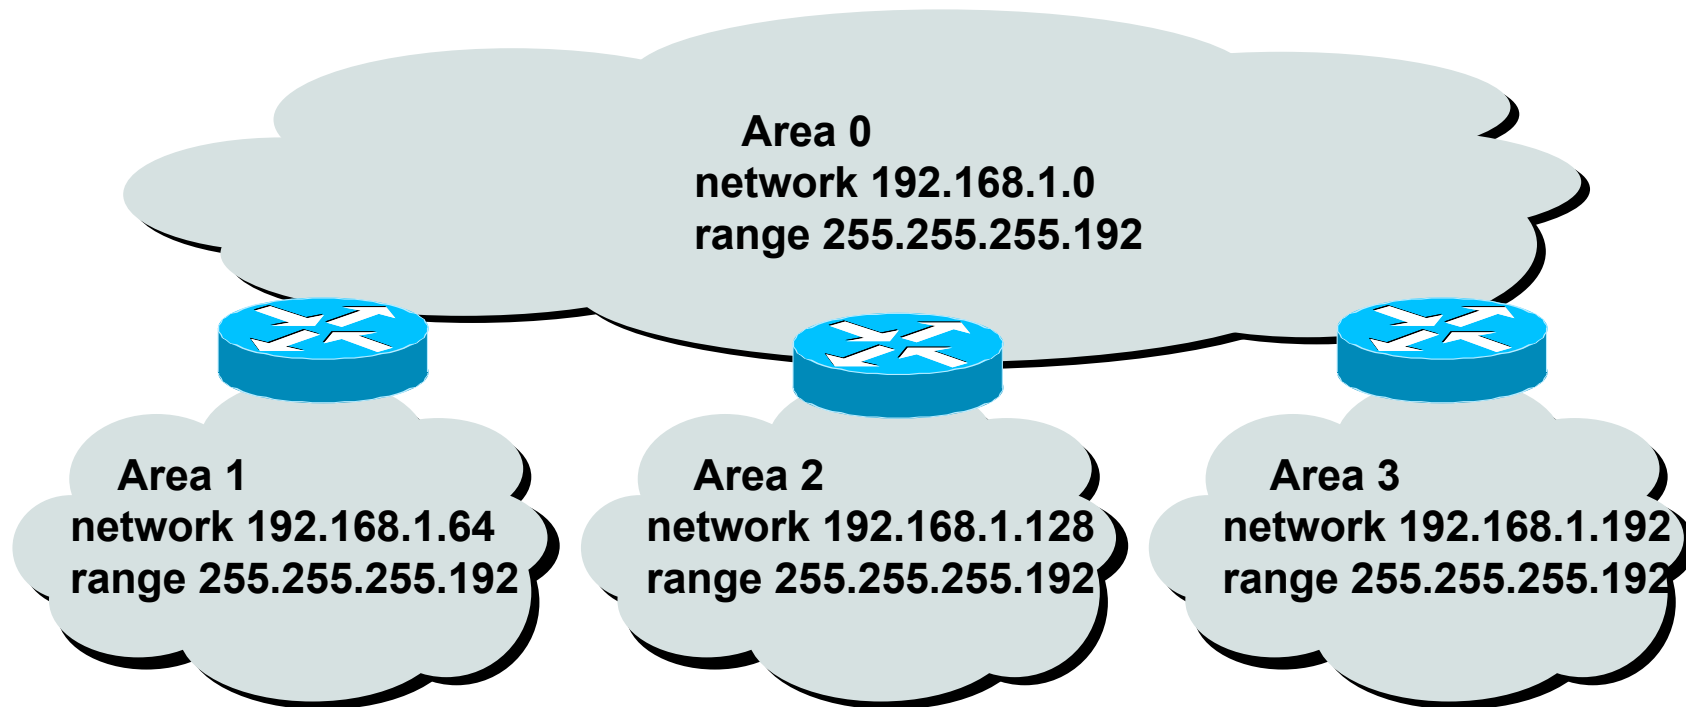 Area 0
network 192.168.1.0
range 255.255.255.192
Area 1
network 192.168.1.64
range 255.255.255.192
Area 2
network 192.168.1.128
range 255.255.255.192
Area 3
network 192.168.1.192
range 255.255.255.192